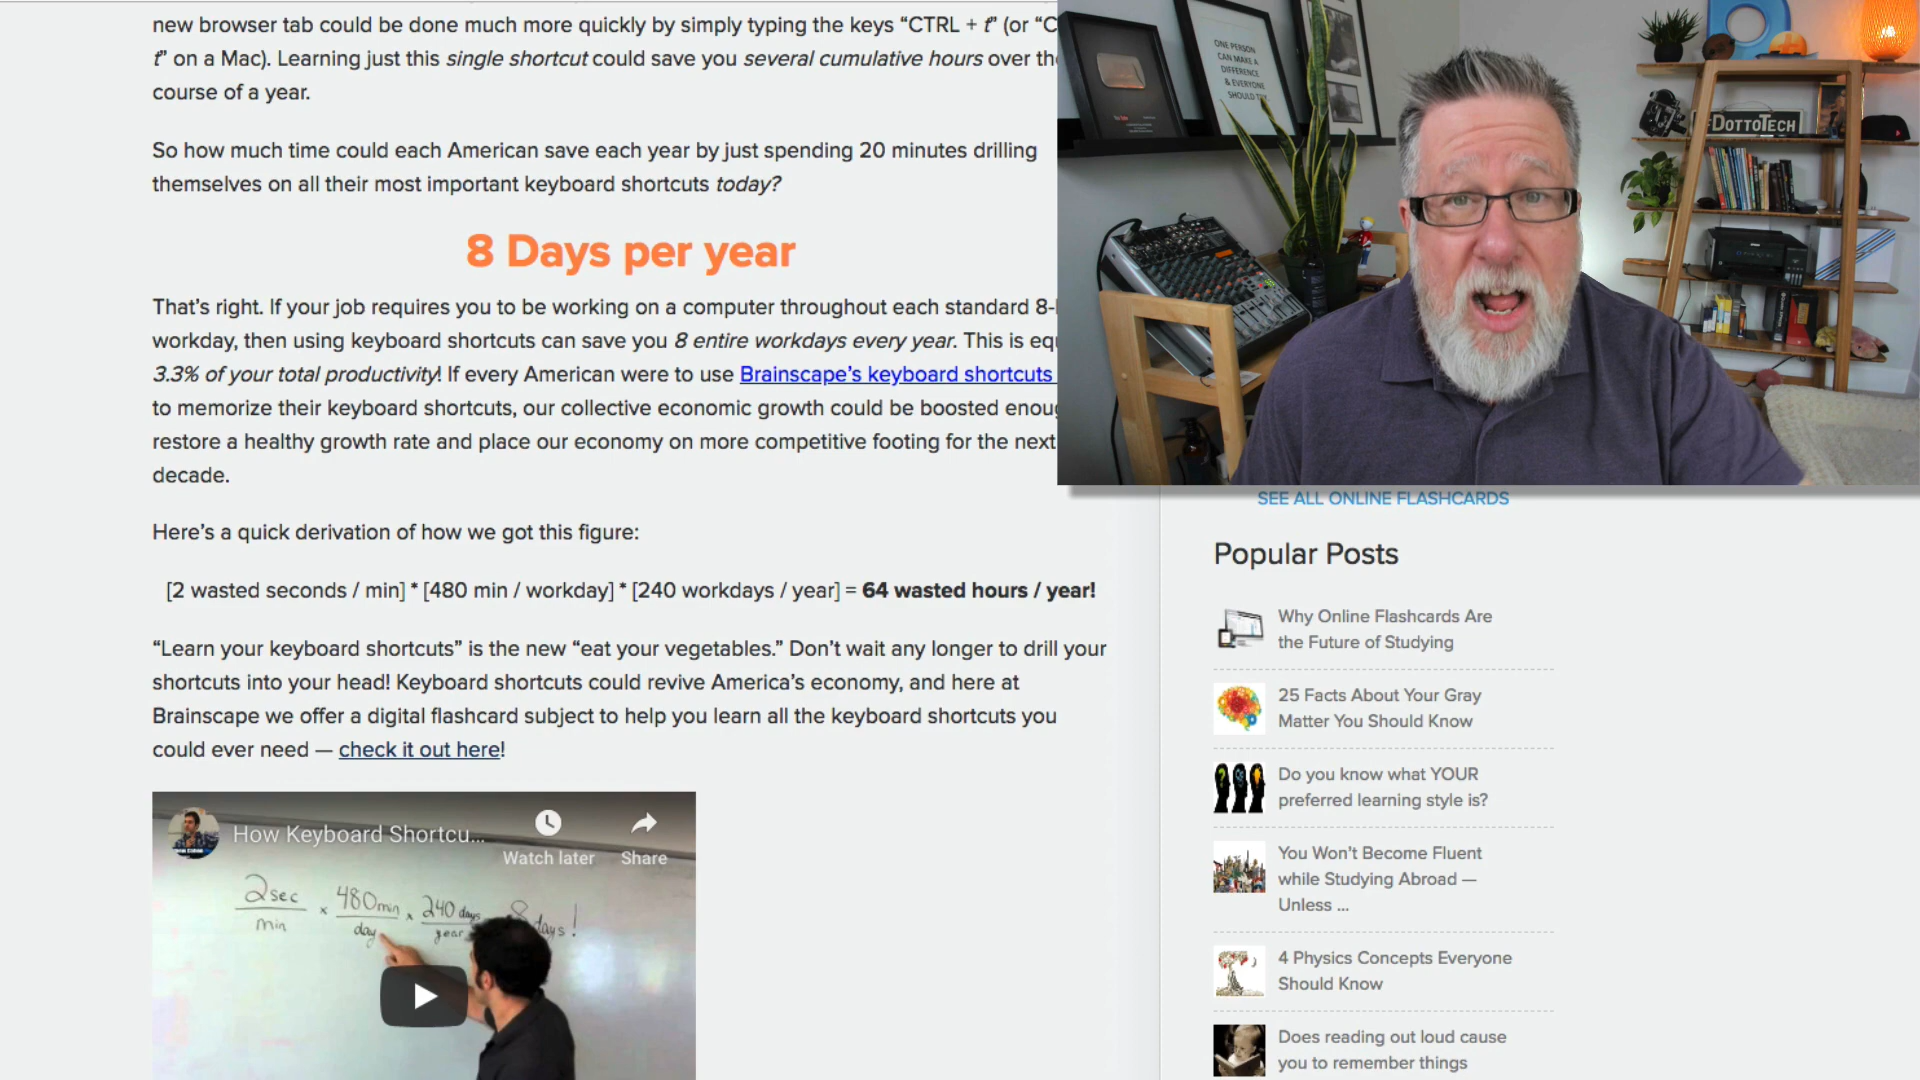 new browser tab could be done much more quickly by simply typing the keys “CTRL + t” (or “C
t” on a Mac). Learning just this single shortcut could save you several cumulative hours over the
course of a year.
So how much time could each American save each year by just spending 20 minutes drilling
themselves on all their most important keyboard shortcuts today?
8 Days per year
That’s right. If your job requires you to be working on a computer throughout each standard 8-
workday, then using keyboard shortcuts can save you 8 entire workdays every year. This is
3.3% of your total productivity! If every American were to use Brainscape’s keyboard shortcuts
to memorize their keyboard shortcuts, our collective economic growth could be boosted
restore a healthy growth rate and place our economy on more competitive footing for the next
decade.
Here’s a quick derivation of how we got this figure:
[2 wasted seconds / min] * [480 min / workday] * [240 workdays / year] = 64 wasted hours / year!
“Learn your keyboard shortcuts” is the new “eat your vegetables.” Don’t wait any longer to drill your
shortcuts into your head! Keyboard shortcuts could revive America’s economy, and here at
Brainscape we offer a digital flashcard subject to help you learn all the keyboard shortcuts you
could ever need — check it out here!
How Keyboard Shortcu...
Watch later
Share
2sec
min
x 480min
day
x 240 days
year
8 days!
ONE PERSON
CAN MAKE A
DIFFERENCE
& EVERYONE
SHOULD TRY
#DOTTOTECH
SEE ALL ONLINE FLASHCARDS
Popular Posts
Why Online Flashcards Are
the Future of Studying
25 Facts About Your Gray
Matter You Should Know
Do you know what YOUR
preferred learning style is?
You Won’t Become Fluent
while Studying Abroad —
Unless ...
4 Physics Concepts Everyone
Should Know
Does reading out loud cause
you to remember things